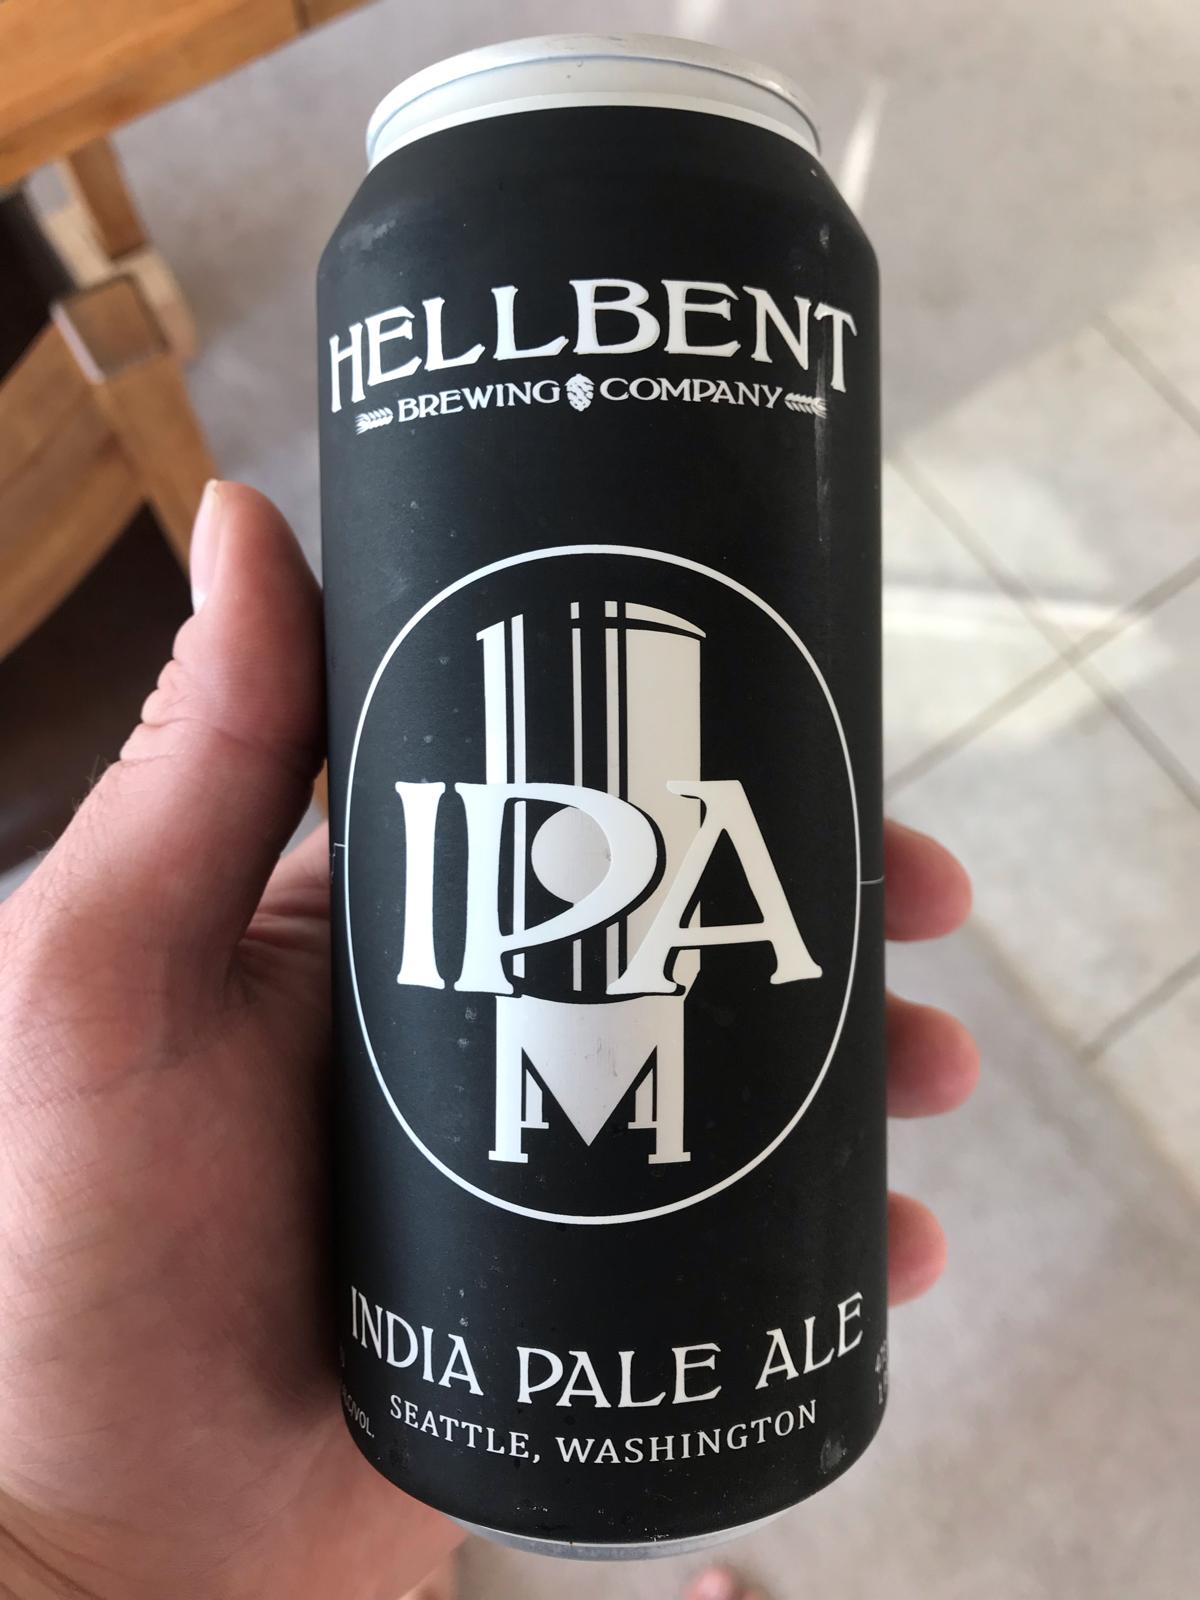 HELLBENT
BREWING COMPANY
IPA
INDIA PALE ALE
SEATTLE, WASHINGTON